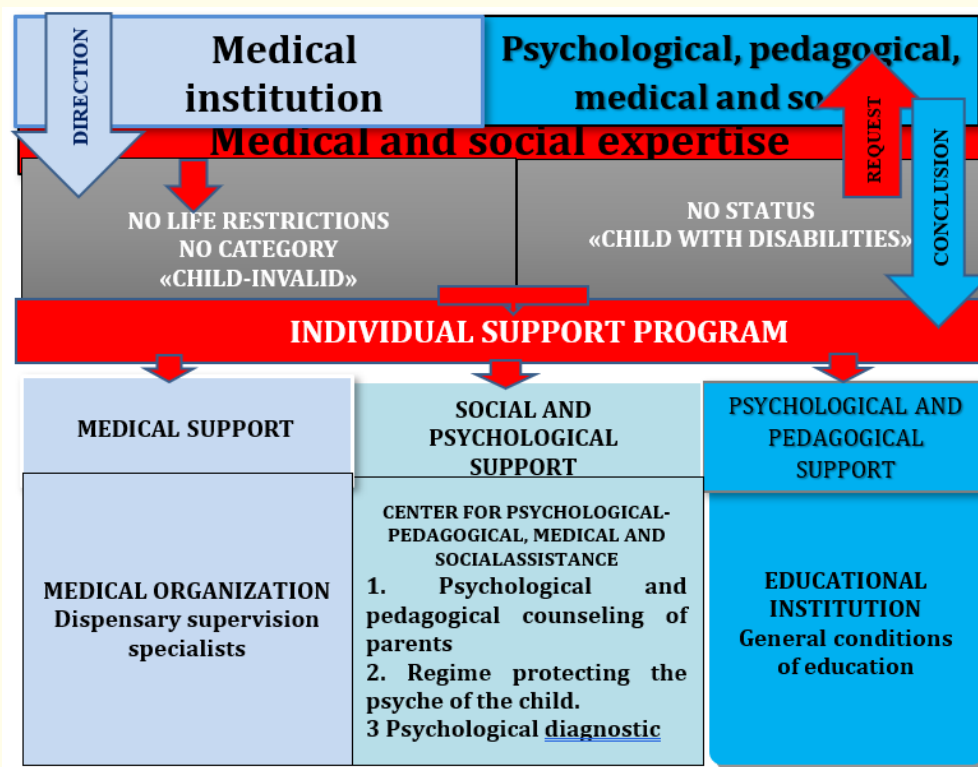 DIRECTION
Medical
institution
Psychological, pedagogical,
medical and so
REQUEST
CONCLUSION
Medical and social expertise
NO LIFE RESTRICTIONS
NO CATEGORY
«CHILD-INVALID»
NO STATUS
«CHILD WITH DISABILITIES»
INDIVIDUAL SUPPORT PROGRAM
MEDICAL SUPPORT
SOCIAL AND
PSYCHOLOGICAL
SUPPORT
PSYCHOLOGICAL AND
PEDAGOGICAL
SUPPORT
MEDICAL ORGANIZATION
Dispensary supervision
specialists
CENTER FOR PSYCHOLOGICAL-
PEDAGOGICAL, MEDICAL AND
SOCIALASSISTANCE
1. Psychological and
pedagogical counseling of
parents
2. Regime protecting the
psyche of the child.
3 Psychological diagnostic
EDUCATIONAL
INSTITUTION
General conditions
of education